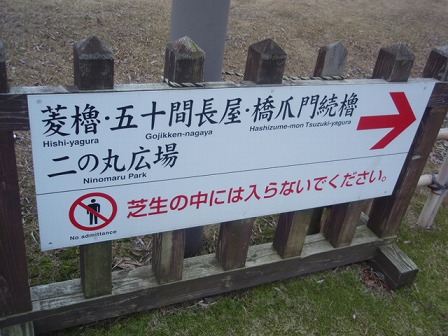 菱櫓・五十間長屋・橋爪門続櫓
Hishi-yagura Gojikken-nagaya Hashizume-mon Tsuzuki-yagura
二の丸広場
Ninomaru Park
芝生の中には入らないでください。
No admittance